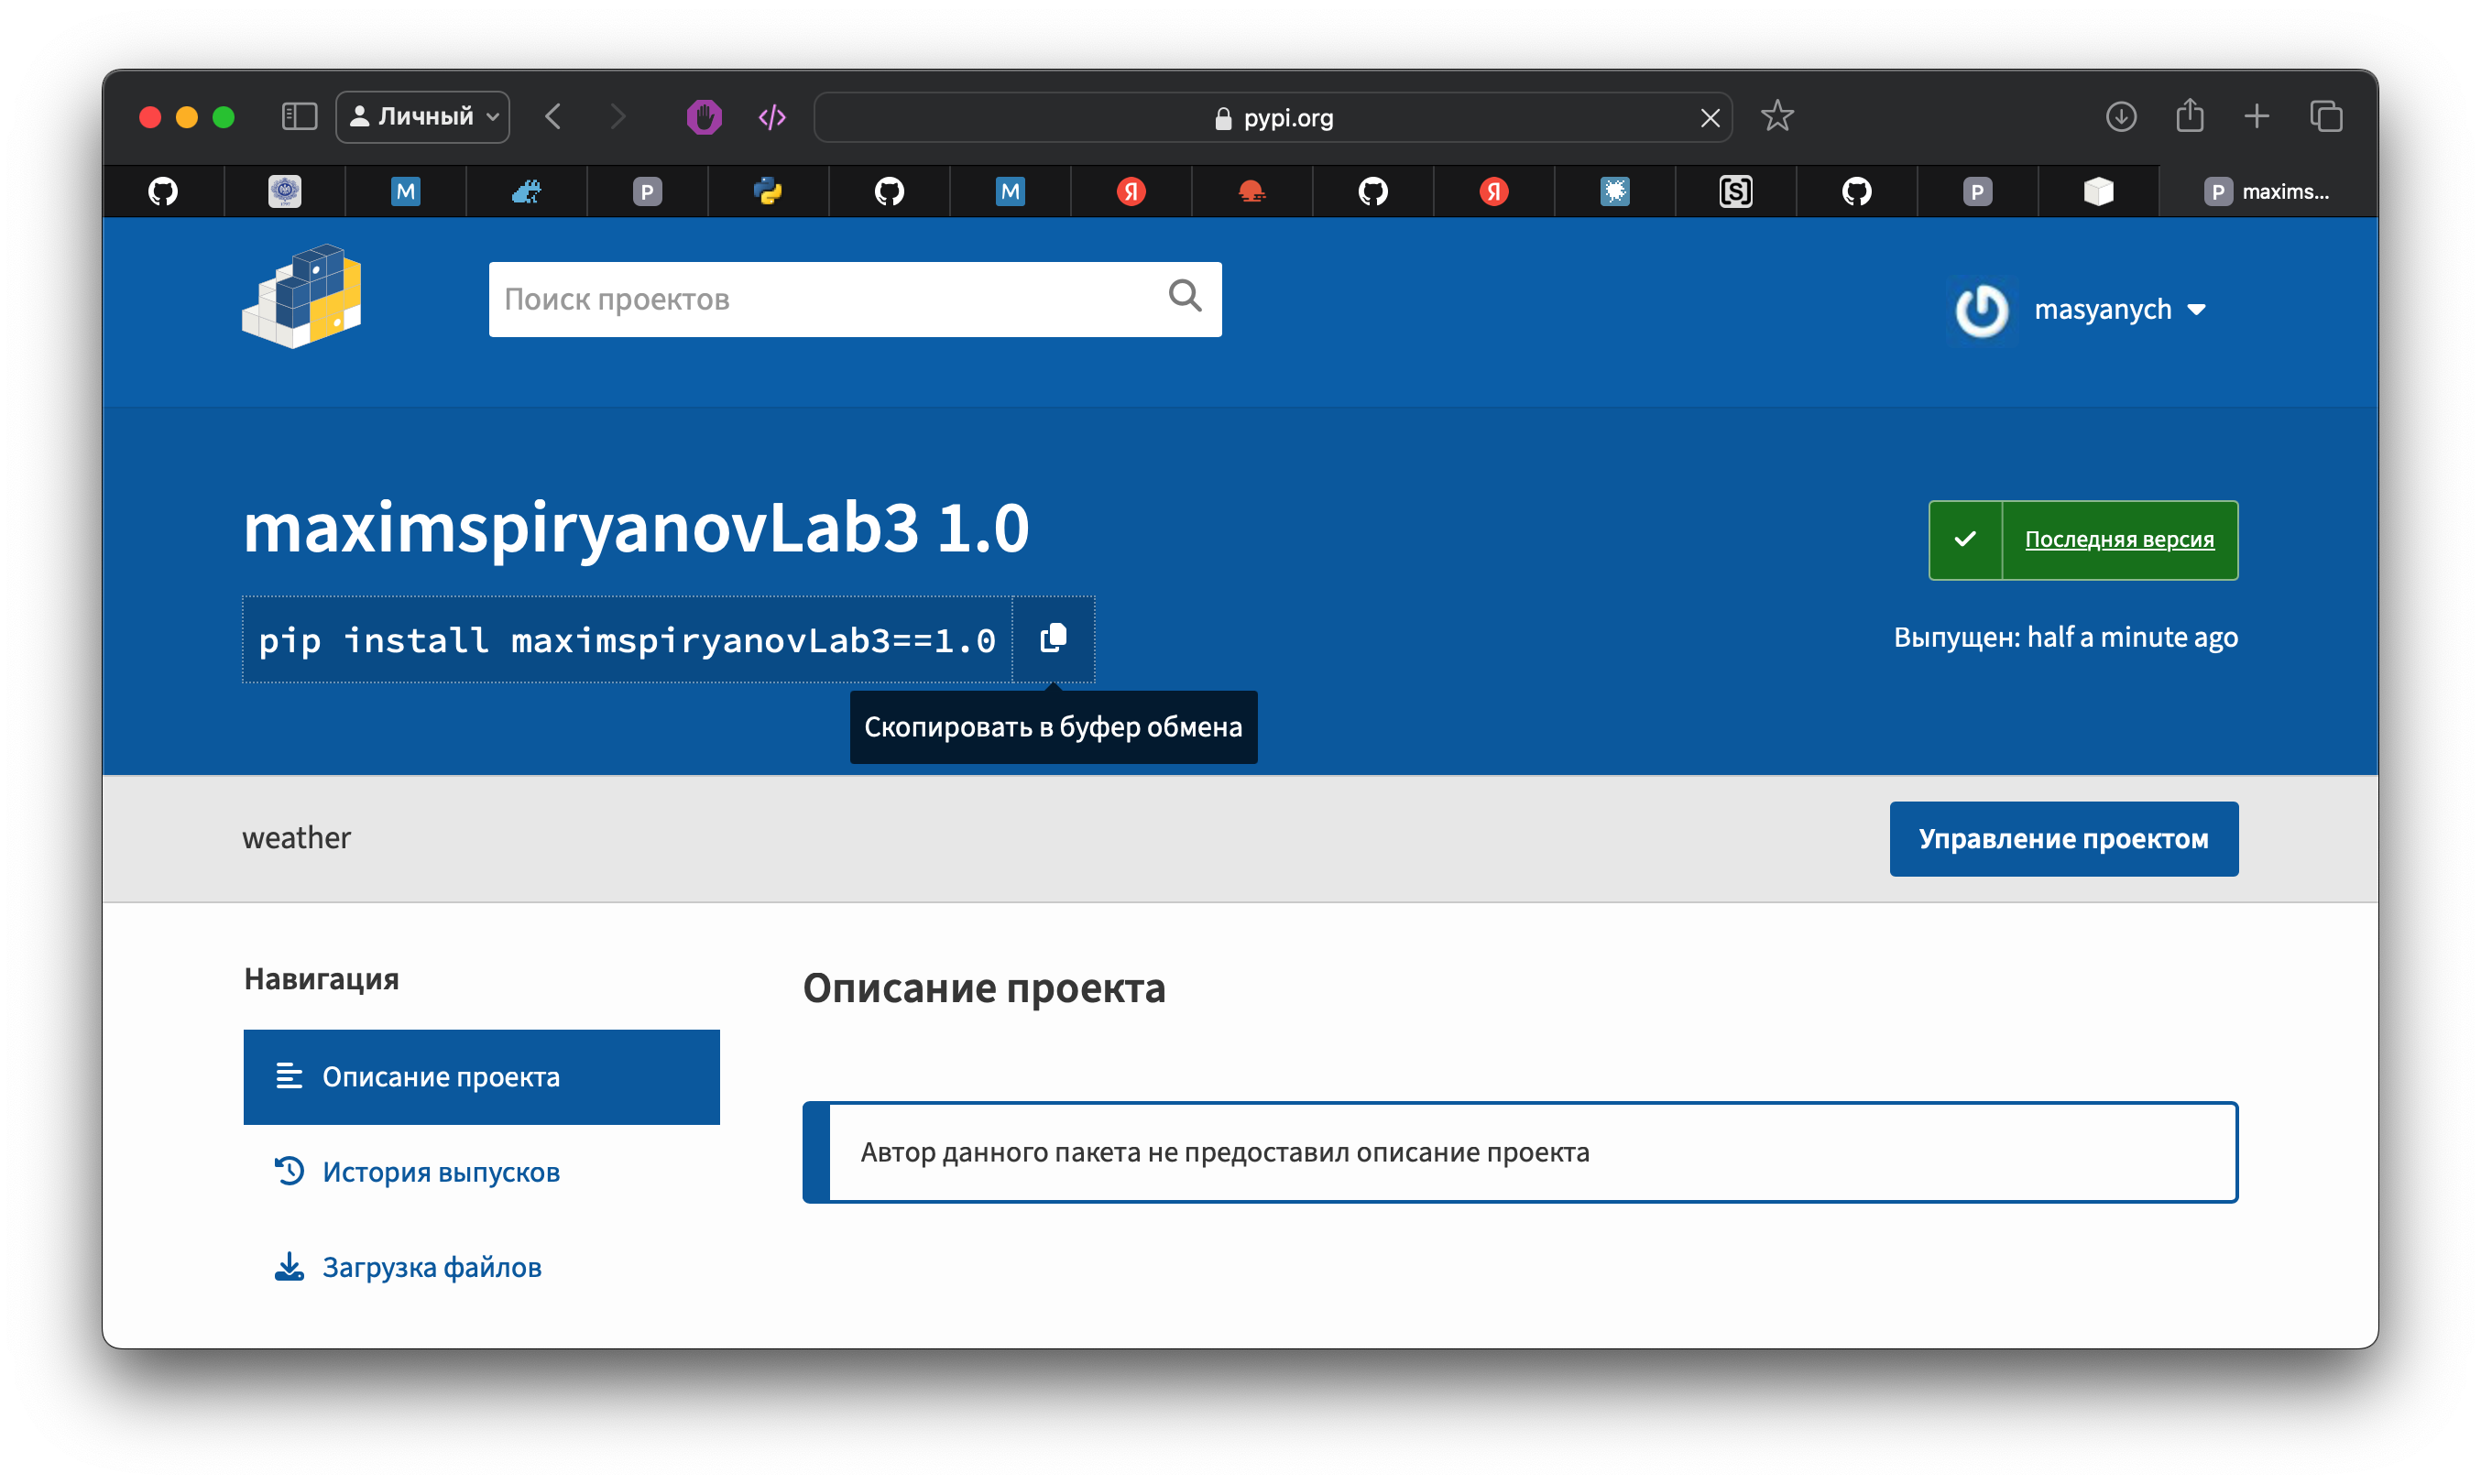 Личный
pypi.org
M
P
M
Я
Я
[S]
P
P maxims...
Поиск проектов
masyanych
maximspiryanovLab3 1.0
Последняя версия
pip install maximspiryanovLab3==1.0
Выпущен: half a minute ago
Скопировать в буфер обмена
weather
Управление проектом
Навигация
Описание проекта
Описание проекта
Автор данного пакета не предоставил описание проекта
История выпусков
Загрузка файлов